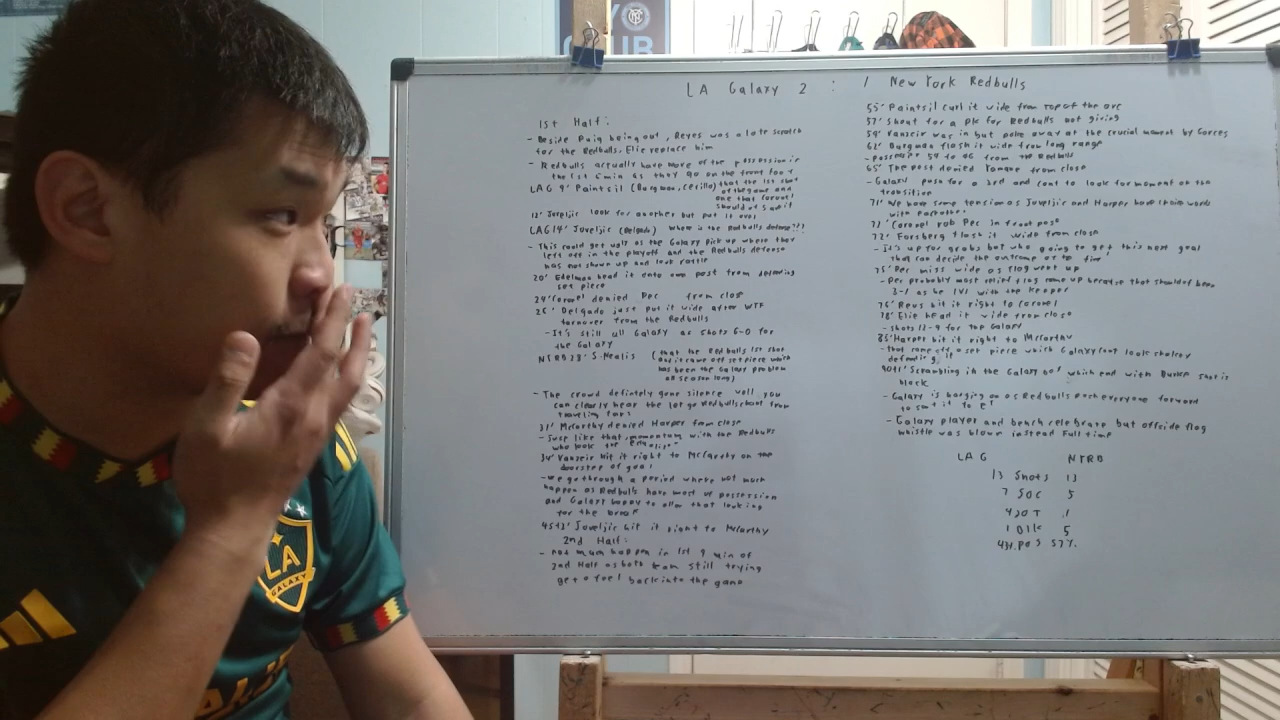 LA Galaxy 2 : 1 New York Redbulls
1st Half:
- Beside Puig being out, Reyes was a late scratch
for the Redbulls, Elie replace him
- Redbulls actually have more of the possession in
the 1st 6 min as they go on the front foot
LAG 9' Paintsil (Burgman, Cerillo) that the 1st shot
of the game and
one that Coronel
should of save it
12' Joveljic look for another but put it over
LAG 14' Joveljic (Delgado) Where is the Redbulls defense???
- This could get ugly as the Galaxy pick up where they
left off in the playoff and the Redbulls defense
has not shown up and look rattle
20' Edelman head it onto own post from defending
set piece
24' Coronel denied Pec from close
26' Delgado just put it wide after WTF
turnover from the Redbulls
- It's still all Galaxy as shots 6-0 for
the Galaxy
NYRB 28' S. Nealis (that the Redbulls 1st shot
and it came off set piece which
has been the Galaxy problem
all season long)
- The crowd definitely gone silence well you
can clearly hear the let go Redbulls chant from
traveling fans
31' McCarthy denied Harper from close
- Just like that, momentum with the Redbulls
who book the
34' Vanzeir hit it right to McCarthy on the
doorstep of goal
- we go through a period where not much
happen as Redbulls have most of possession
and Galaxy happy to allow that looking
for the break
45+2' Joveljic hit it right to McCarthy
2nd Half:
- not much happen in 1st 9 min of
2nd Half as both team still trying
get a feel back into the game
55' Paintsil curl it wide from top of the arc
57' Shout for a pk for Redbulls not giving
59' Vanzeir was in but poke away at the crucial moment by Garces
62' Burgman flash it wide from long range
- possession 54 to 46 from the Redbull
65' The post denied Yamane from close
- Galaxy push for a 3rd and cont to look for moment on the
transition
71' We have some tension as Joveljic and Harper have choice words
with eachother
71' Coronel rob Pec in front post
72' Forsberg flash it wide from close
- It's up for grabs but who going to get this next goal
that can decide the outcome or to five
75' Pec miss wide as flag went up
- Pec probably most relief flag came up because that should of been
3-1 as he 1v1 with the keeper
76' Reus hit it right to Coronel
78' Elie head it wide from close
- Shots 12-9 for the Galaxy
85' Harper hit it right to McCarthy
- that came off a set piece which Galaxy cont look shakey
defending it
90+1' Scrambling in the Galaxy box which end with Burke shot is
block
- Galaxy is hanging on as Redbulls push everyone forward
to
- Galaxy player and bench celebrate but offside flag
whistle was blown instead Full time
LAG NYRB
13 Shots 13
7 SOG 5
4 1
1 5
43% POS 57%
LA
GALAXY